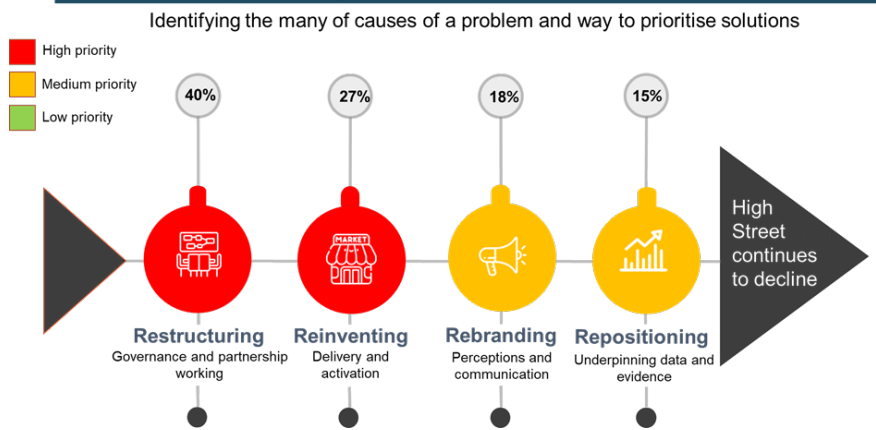 Identifying the many of causes of a problem and way to prioritise solutions
High priority
Medium priority
Low priority
40%
27%
18%
15%
MARKET
High
Street
continues
to decline
Restructuring
Governance and partnership
working
Reinventing
Delivery and
activation
Rebranding
Perceptions and
communication
Repositioning
Underpinning data and
evidence